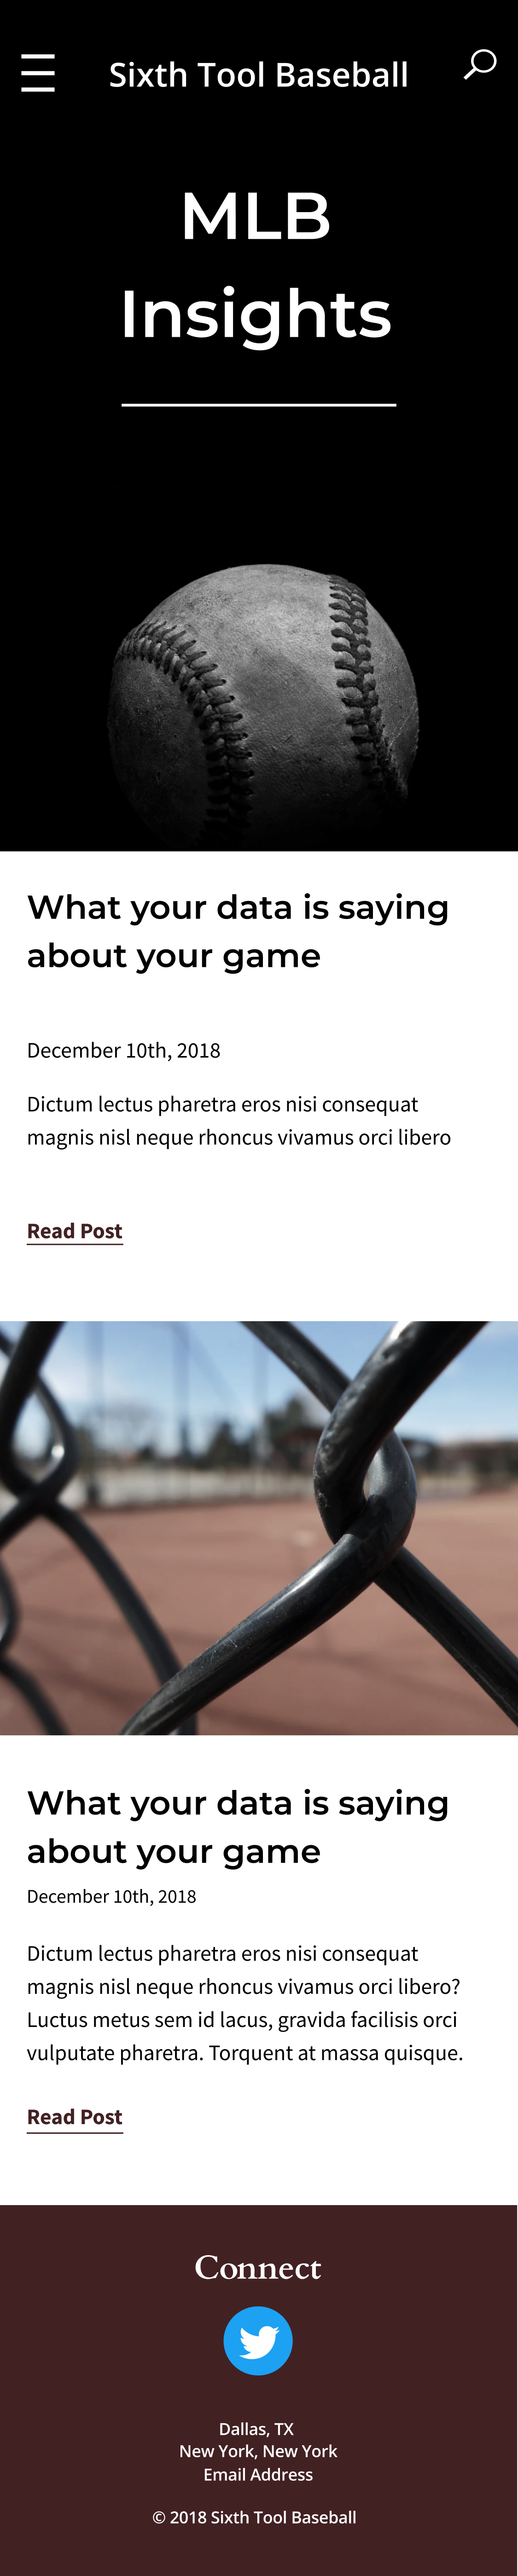 Sixth Tool Baseball
MLB
Insights
What your data is saying
about your game
December 10th, 2018
Dictum lectus pharetra eros nisi consequat
magnis nisl neque rhoncus vivamus orci libero
Read Post
What your data is saying
about your game
December 10th, 2018
Dictum lectus pharetra eros nisi consequat
magnis nisl neque rhoncus vivamus orci libero?
Luctus metus sem id lacus, gravida facilisis orci
vulputate pharetra. Torquent at massa quisque.
Read Post
Connect
Dallas, TX
New York, New York
Email Address
© 2018 Sixth Tool Baseball